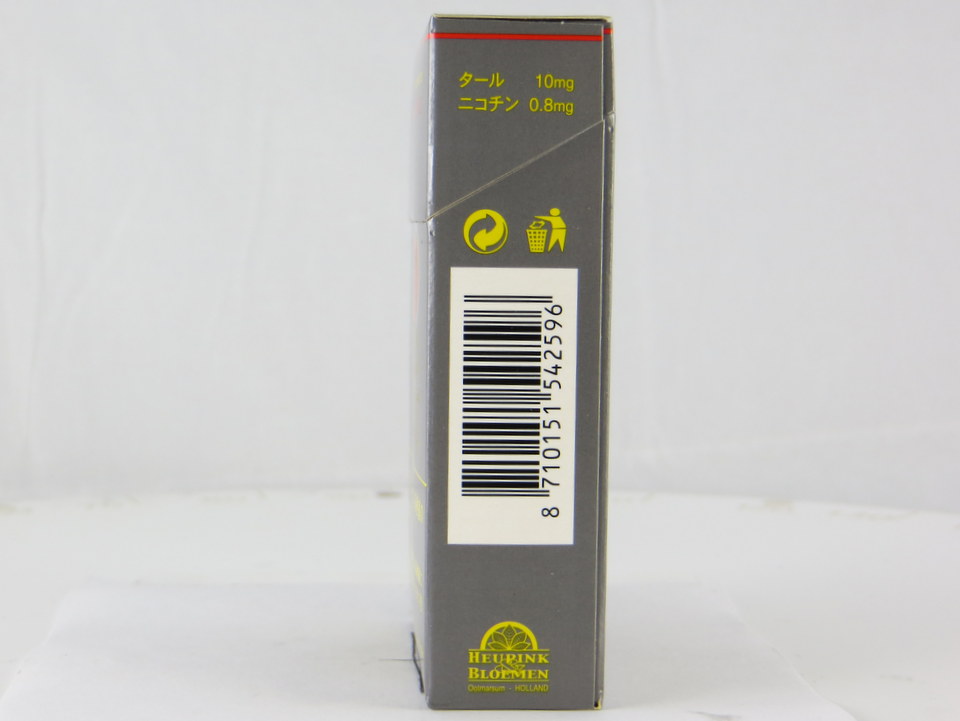 タール 10mg
ニコチン 0.8mg
8 710151 542596
HEUPINK
&
BLOEMEN
Ootmarsum - HOLLAND